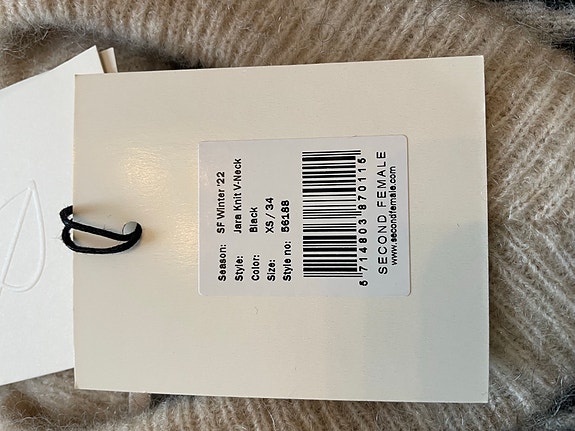 Season: SF Winter '22
Style: Jara Knit V-Neck
Color: Black
Size: XS / 34
Style no: 56188
5 714803 870115
SECOND FEMALE
www.secondfemale.com